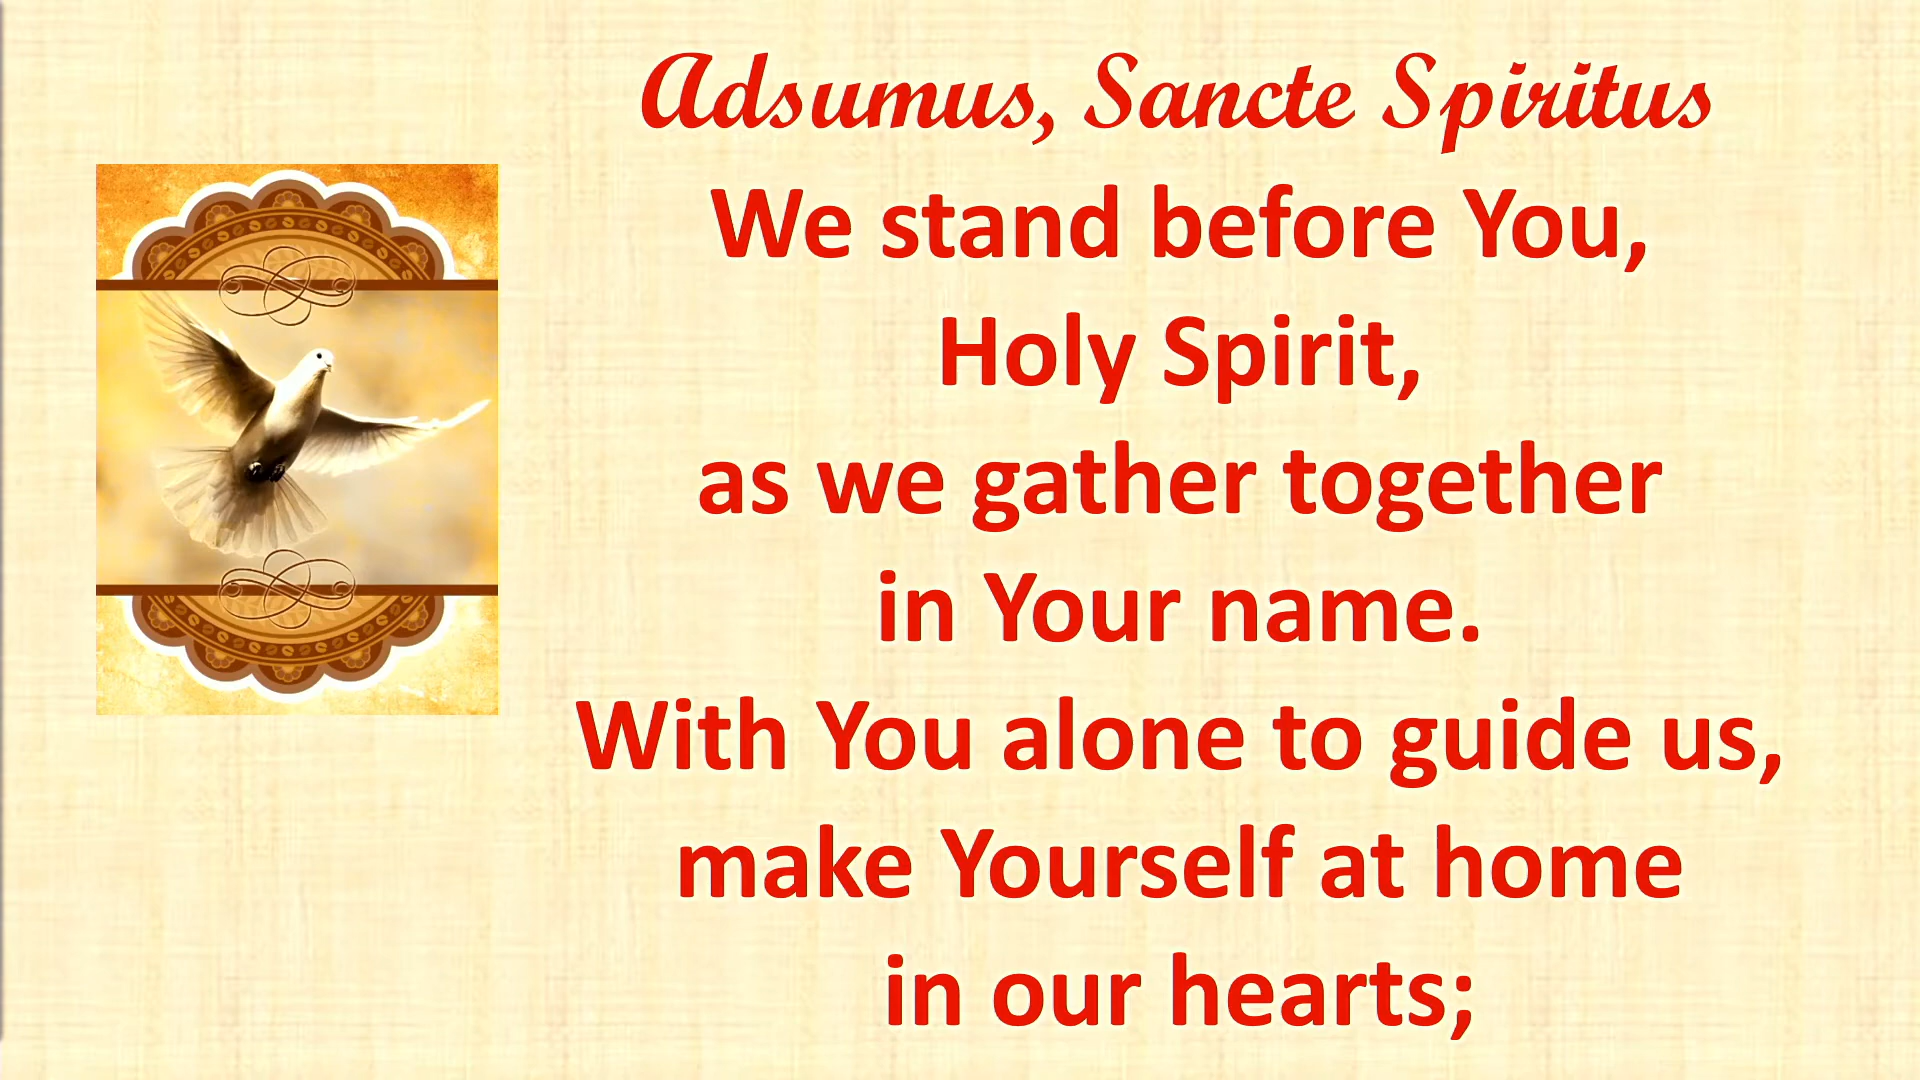 Adsumus, Sancte Spiritus
We stand before You,
Holy Spirit,
as we gather together
in Your name.
With You alone to guide us,
make Yourself at home
in our hearts;